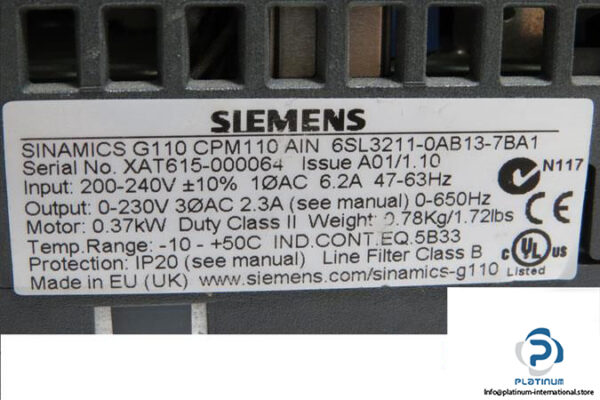 SIEMENS
SINAMICS G110 CPM110 AIN 6SL3211-0AB13-7BA1
Serial No. XAT615-000064 Issue A01/1.10
N117
Input: 200-240V ±10% 1ØAC 6.2A 47-63Hz
Output: 0-230V 3ØAC 2.3A (see manual) 0-650Hz
Motor: 0.37kW Duty Class II Weight: 0.78Kg/1.72lbs
CE
Temp.Range: -10 - +50C IND.CONT.EQ.5B33
Protection: IP20 (see manual) Line Filter Class B
c UL us
Listed
Made in EU (UK) www.siemens.com/sinamics-g110
PLATINUM
Info@platinum-international.store